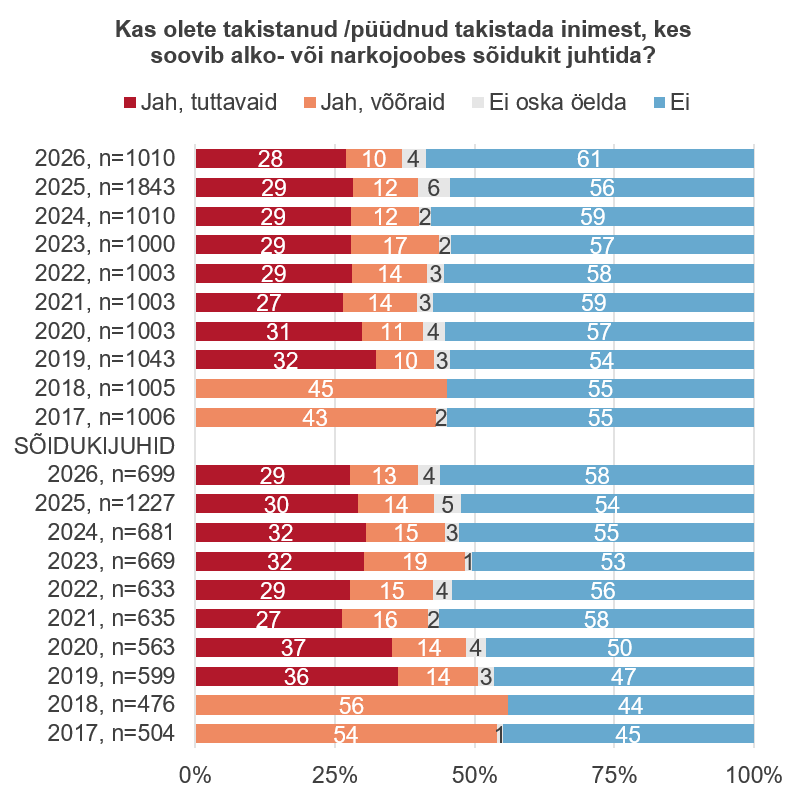 Kas olete takistanud /püüdnud takistada inimest, kes
soovib alko- või narkojoobes sõidukit juhtida?
Jah, tuttavaid Jah, võõraid Ei oska öelda Ei
2026, n=1010 28 10 4 61
2025, n=1843 29 12 6 56
2024, n=1010 29 12 2 59
2023, n=1000 29 17 2 57
2022, n=1003 29 14 3 58
2021, n=1003 27 14 3 59
2020, n=1003 31 11 4 57
2019, n=1043 32 10 3 54
2018, n=1005 45 55
2017, n=1006 43 2 55
SÕIDUKIJUHID
2026, n=699 29 13 4 58
2025, n=1227 30 14 5 54
2024, n=681 32 15 3 55
2023, n=669 32 19 1 53
2022, n=633 29 15 4 56
2021, n=635 27 16 2 58
2020, n=563 37 14 4 50
2019, n=599 36 14 3 47
2018, n=476 56 44
2017, n=504 54 1 45
0% 25% 50% 75% 100%